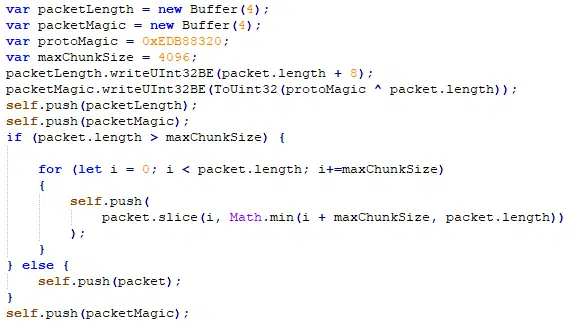 var packetLength = new Buffer(4);
var packetMagic = new Buffer(4);
var protoMagic = 0xEDB88320;
var maxChunkSize = 4096;
packetLength.writeUInt32BE(packet.length + 8);
packetMagic.writeUInt32BE(ToUint32(protoMagic ^ packet.length));
self.push(packetLength);
self.push(packetMagic);
if (packet.length > maxChunkSize) {
for (let i = 0; i < packet.length; i+=maxChunkSize)
{
self.push(
packet.slice(i, Math.min(i + maxChunkSize, packet.length))
);
}
} else {
self.push(packet);
}
self.push(packetMagic);